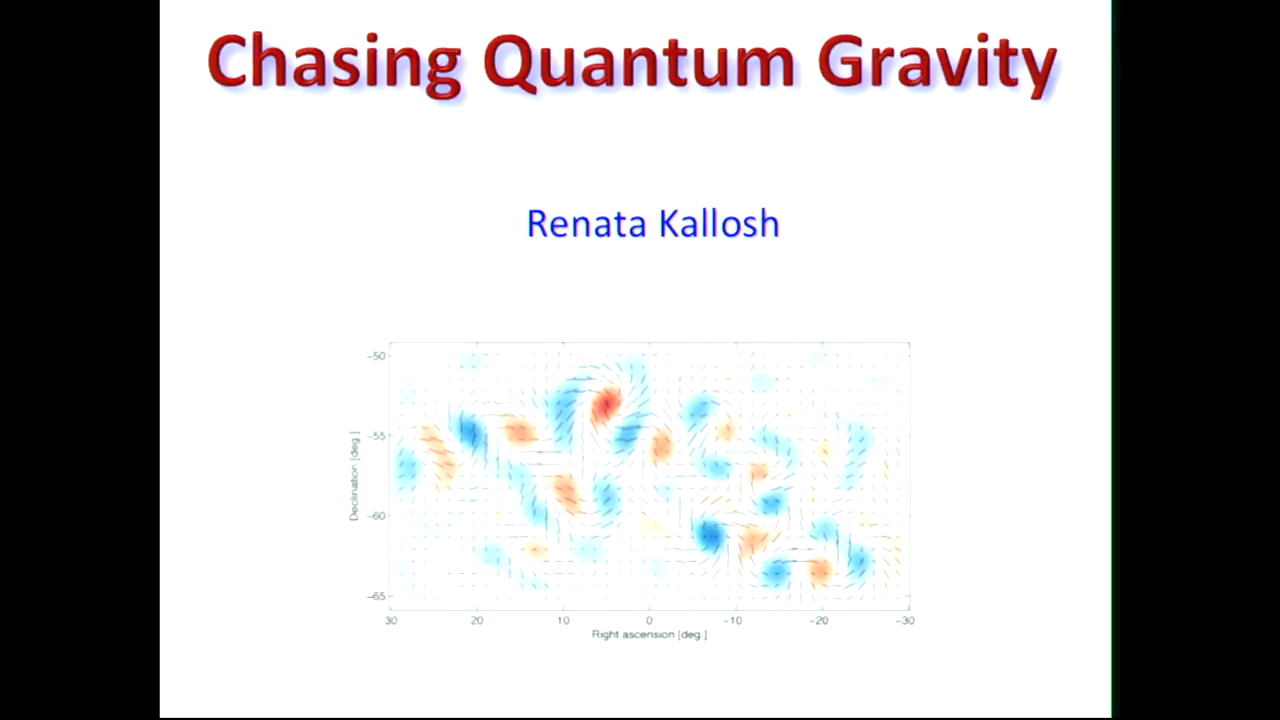 Chasing Quantum Gravity
Renata Kallosh
-50
-55
-60
-65
Declination [deg.]
30 20 10 0 -10 -20 -30
Right ascension [deg.]